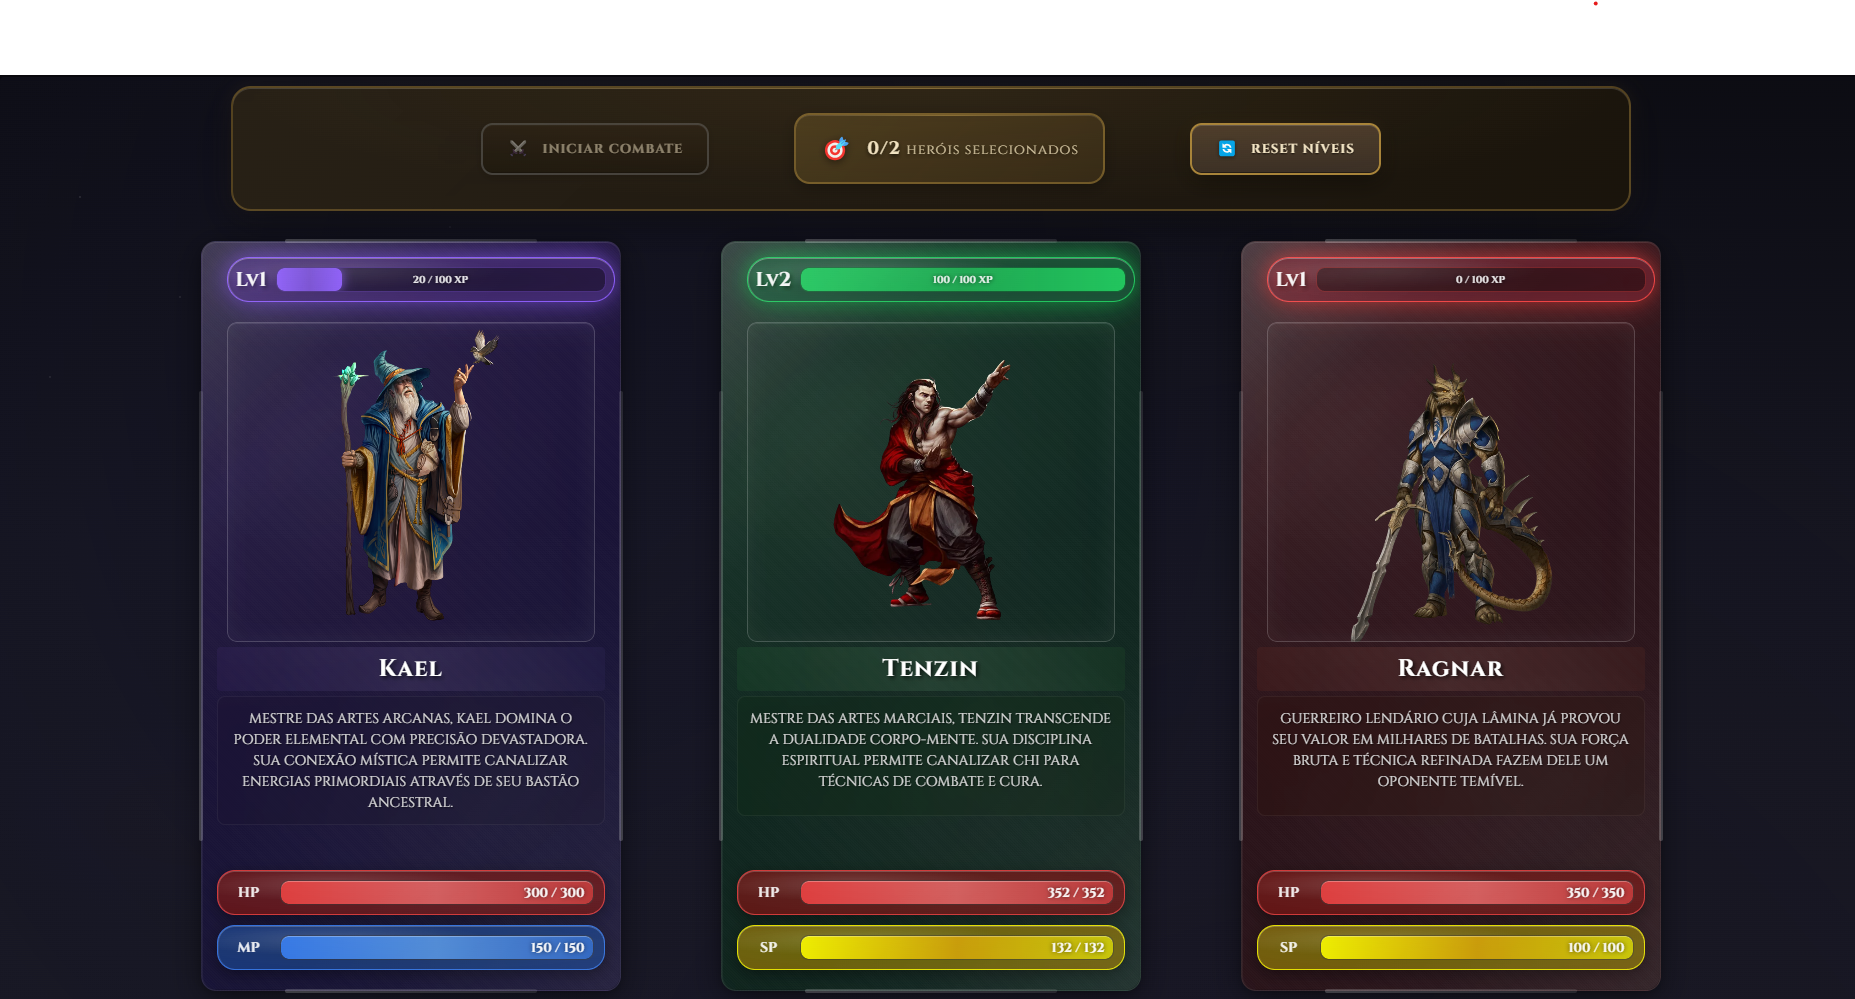 INICIAR COMBATE
0/2 HERÓIS SELECIONADOS
RESET NÍVEIS
Lv1
20 / 100 XP
KAEL
MESTRE DAS ARTES ARCANAS, KAEL DOMINA O
PODER ELEMENTAL COM PRECISÃO DEVASTADORA.
SUA CONEXÃO MÍSTICA PERMITE CANALIZAR
ENERGIAS PRIMORDIAIS ATRAVÉS DE SEU BASTÃO
ANCESTRAL.
HP 300 / 300
MP 150 / 150
Lv2
100 / 100 XP
TENZIN
MESTRE DAS ARTES MARCIAIS, TENZIN TRANSCENDE
A DUALIDADE CORPO-MENTE. SUA DISCIPLINA
ESPIRITUAL PERMITE CANALIZAR CHI PARA
TÉCNICAS DE COMBATE E CURA.
HP 352 / 352
SP 132 / 132
Lv1
0 / 100 XP
RAGNAR
GUERREIRO LENDÁRIO CUJA LÂMINA JÁ PROVOU
SEU VALOR EM MILHARES DE BATALHAS. SUA FORÇA
BRUTA E TÉCNICA REFINADA FAZEM DELE UM
OPONENTE TEMÍVEL.
HP 350 / 350
SP 100 / 100